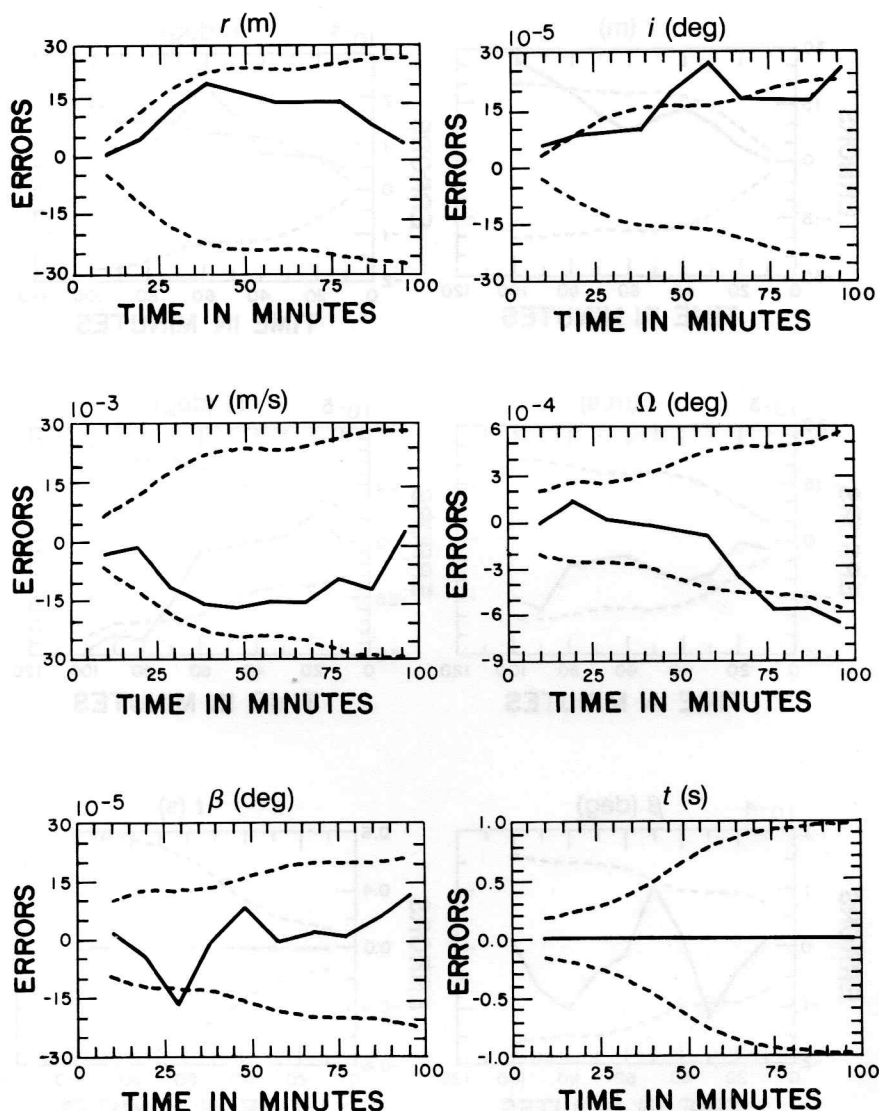 r (m)
30
15
0
-15
-30
ERRORS
0 25 50 75 100
TIME IN MINUTES
i (deg)
10⁻⁵
30
15
0
-15
-30
ERRORS
0 25 50 75 100
TIME IN MINUTES
v (m/s)
10⁻³
30
15
0
-15
30
ERRORS
0 25 50 75 100
TIME IN MINUTES
Ω (deg)
10⁻⁴
6
3
0
-3
-6
-9
ERRORS
0 25 50 75 100
TIME IN MINUTES
β (deg)
10⁻⁵
30
15
0
-15
-30
ERRORS
0 25 50 75 100
TIME IN MINUTES
t (s)
1.0
0.5
0.0
-0.5
-1.0
ERRORS
0 25 50 75 100
TIME IN MINUTES